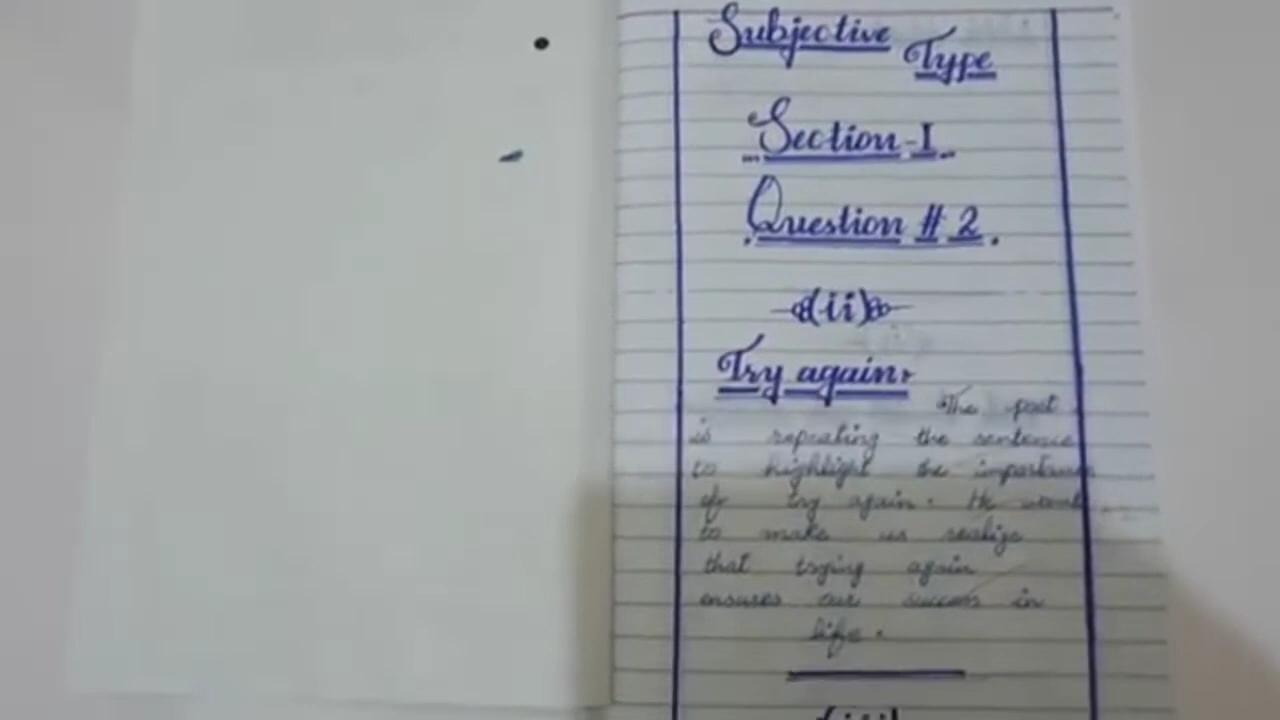 Subjective Type
Section-I
Question # 2
(ii)
Try again:
The poet
is repeating the sentence
to highlight the importance
of try again. He wants
to make us realize
that trying again
ensures our success in
life.